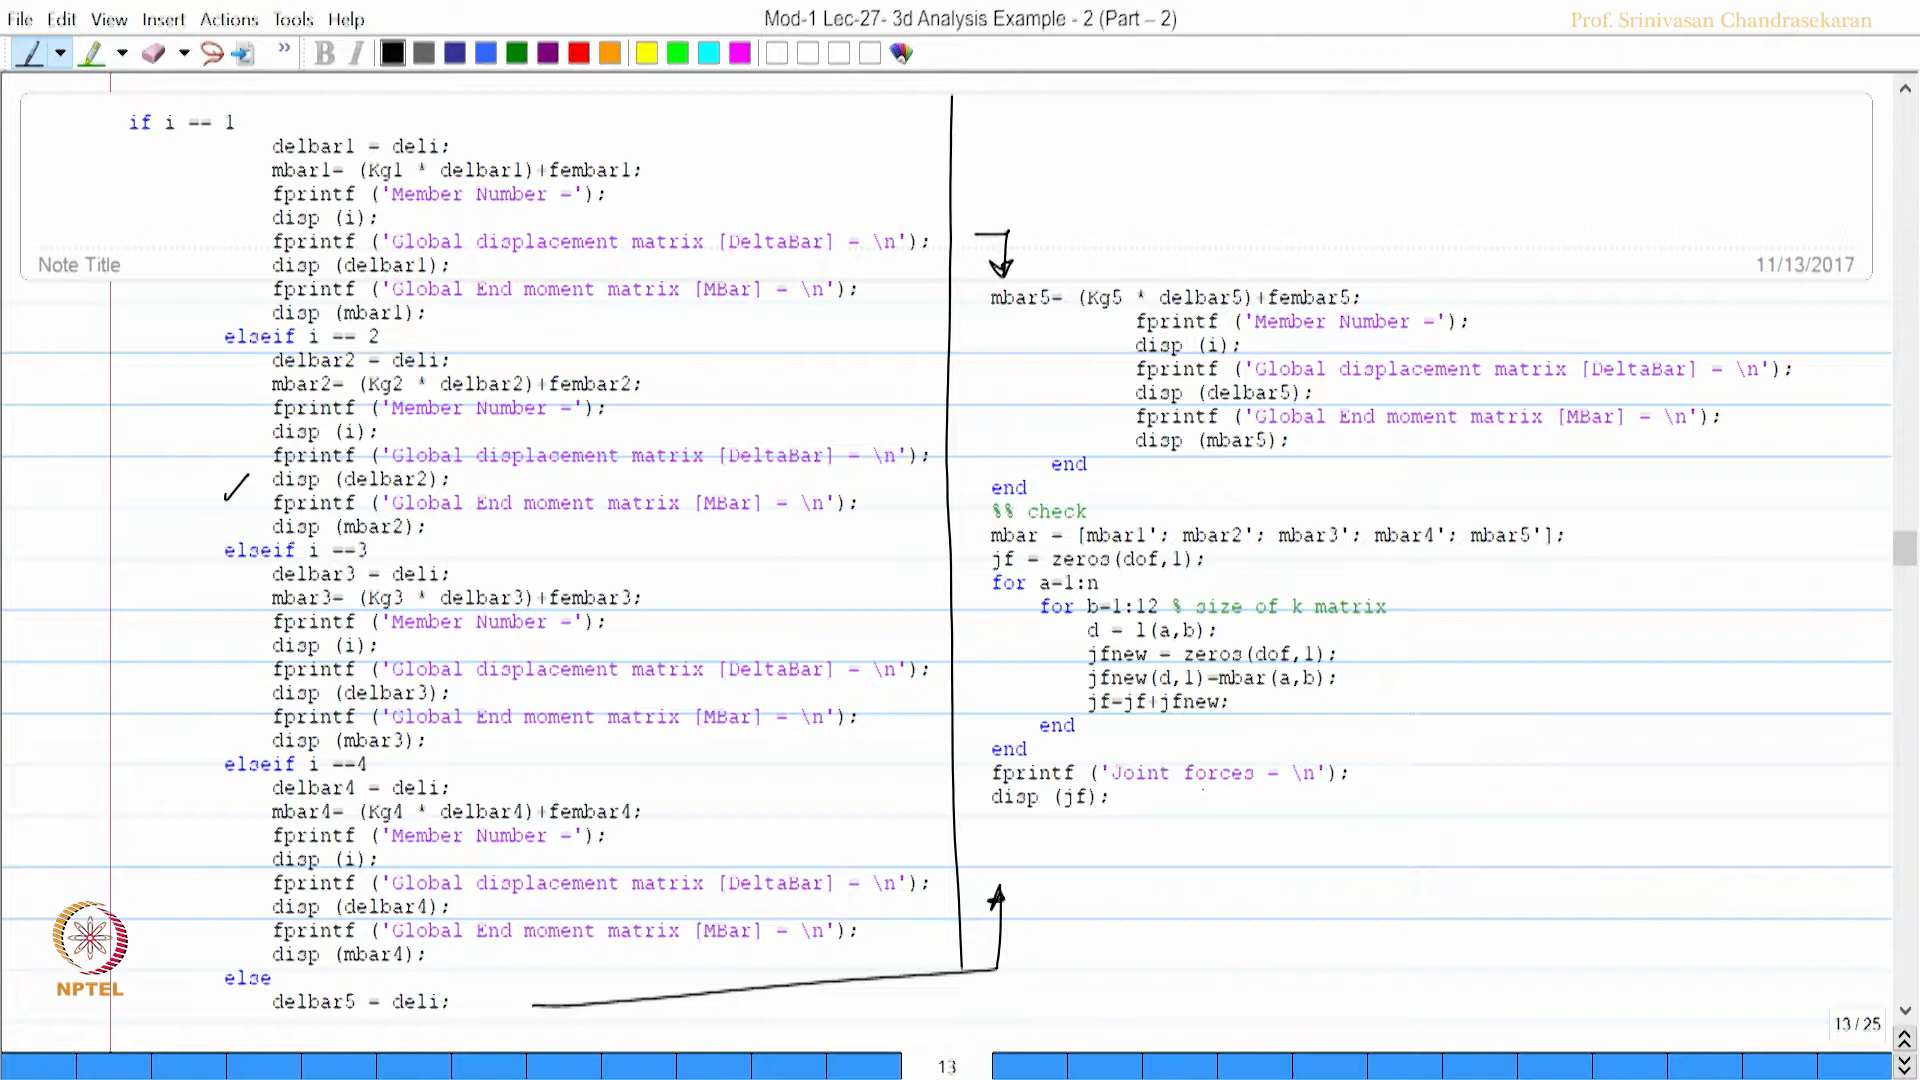 File Edit View Insert Actions Tools Help
Mod-1 Lec-27- 3d Analysis Example - 2 (Part – 2)
Prof. Srinivasan Chandrasekaran
B I
Note Title
11/13/2017
if i == 1
delbar1 = deli;
mbar1= (Kg1 * delbar1)+fembar1;
fprintf ('Member Number =');
disp (i);
fprintf ('Global displacement matrix [DeltaBar] = \n');
disp (delbar1);
fprintf ('Global End moment matrix [MBar] = \n');
disp (mbar1);
elseif i == 2
delbar2 = deli;
mbar2= (Kg2 * delbar2)+fembar2;
fprintf ('Member Number =');
disp (i);
fprintf ('Global displacement matrix [DeltaBar] = \n');
disp (delbar2);
fprintf ('Global End moment matrix [MBar] = \n');
disp (mbar2);
elseif i ==3
delbar3 = deli;
mbar3= (Kg3 * delbar3)+fembar3;
fprintf ('Member Number =');
disp (i);
fprintf ('Global displacement matrix [DeltaBar] = \n');
disp (delbar3);
fprintf ('Global End moment matrix [MBar] = \n');
disp (mbar3);
elseif i ==4
delbar4 = deli;
mbar4= (Kg4 * delbar4)+fembar4;
fprintf ('Member Number =');
disp (i);
fprintf ('Global displacement matrix [DeltaBar] = \n');
disp (delbar4);
fprintf ('Global End moment matrix [MBar] = \n');
disp (mbar4);
else
delbar5 = deli;
mbar5= (Kg5 * delbar5)+fembar5;
fprintf ('Member Number =');
disp (i);
fprintf ('Global displacement matrix [DeltaBar] = \n');
disp (delbar5);
fprintf ('Global End moment matrix [MBar] = \n');
disp (mbar5);
end
end
%% check
mbar = [mbar1'; mbar2'; mbar3'; mbar4'; mbar5'];
jf = zeros(dof,1);
for a=1:n
for b=1:12 % size of k matrix
d = l(a,b);
jfnew = zeros(dof,1);
jfnew(d,1)=mbar(a,b);
jf=jf+jfnew;
end
end
fprintf ('Joint forces = \n');
disp (jf);
NPTEL
13 / 25
13